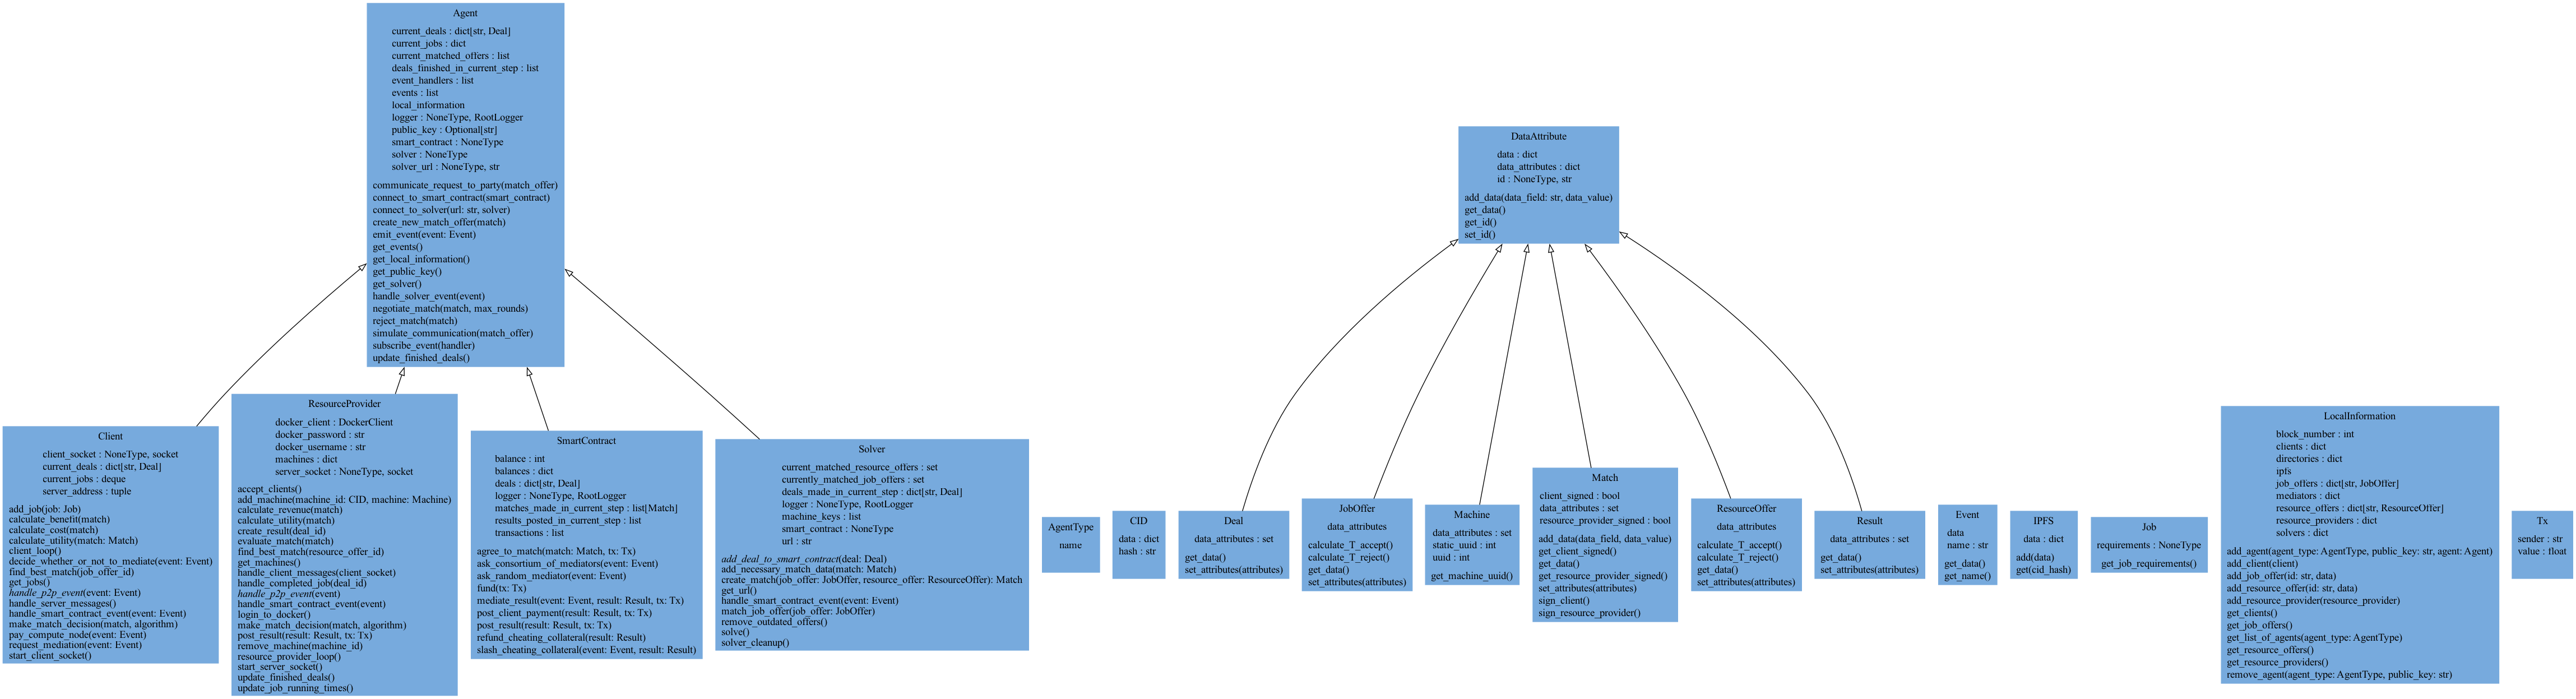 Agent
current_deals : dict[str, Deal]
current_jobs : dict
current_matched_offers : list
deals_finished_in_current_step : list
event_handlers : list
events : list
local_information
logger : NoneType, RootLogger
public_key : Optional[str]
smart_contract : NoneType
solver : NoneType
solver_url : NoneType, str
communicate_request_to_party(match_offer)
connect_to_smart_contract(smart_contract)
connect_to_solver(url: str, solver)
create_new_match_offer(match)
emit_event(event: Event)
get_events()
get_local_information()
get_public_key()
get_solver()
handle_solver_event(event)
negotiate_match(match, max_rounds)
reject_match(match)
simulate_communication(match_offer)
subscribe_event(handler)
update_finished_deals()
DataAttribute
data : dict
data_attributes : dict
id : NoneType, str
add_data(data_field: str, data_value)
get_data()
get_id()
set_id()
Client
client_socket : NoneType, socket
current_deals : dict[str, Deal]
current_jobs : deque
server_address : tuple
add_job(job: Job)
calculate_benefit(match)
calculate_cost(match)
calculate_utility(match: Match)
client_loop()
decide_whether_or_not_to_mediate(event: Event)
find_best_match(job_offer_id)
get_jobs()
handle_p2p_event(event: Event)
handle_server_messages()
handle_smart_contract_event(event: Event)
make_match_decision(match, algorithm)
pay_compute_node(event: Event)
request_mediation(event: Event)
start_client_socket()
ResourceProvider
docker_client : DockerClient
docker_password : str
docker_username : str
machines : dict
server_socket : NoneType, socket
accept_clients()
add_machine(machine_id: CID, machine: Machine)
calculate_revenue(match)
calculate_utility(match)
create_result(deal_id)
evaluate_match(match)
find_best_match(resource_offer_id)
get_machines()
handle_client_messages(client_socket)
handle_completed_job(deal_id)
handle_p2p_event(event)
handle_smart_contract_event(event)
login_to_docker()
make_match_decision(match, algorithm)
post_result(result: Result, tx: Tx)
remove_machine(machine_id)
resource_provider_loop()
start_server_socket()
update_finished_deals()
update_job_running_times()
SmartContract
balance : int
balances : dict
deals : dict[str, Deal]
logger : NoneType, RootLogger
matches_made_in_current_step : list[Match]
results_posted_in_current_step : list
transactions : list
agree_to_match(match: Match, tx: Tx)
ask_consortium_of_mediators(event: Event)
ask_random_mediator(event: Event)
fund(tx: Tx)
mediate_result(event: Event, result: Result, tx: Tx)
post_client_payment(result: Result, tx: Tx)
post_result(result: Result, tx: Tx)
refund_cheating_collateral(result: Result)
slash_cheating_collateral(event: Event, result: Result)
Solver
current_matched_resource_offers : set
currently_matched_job_offers : set
deals_made_in_current_step : dict[str, Deal]
logger : NoneType, RootLogger
machine_keys : list
smart_contract : NoneType
url : str
add_deal_to_smart_contract(deal: Deal)
add_necessary_match_data(match: Match)
create_match(job_offer: JobOffer, resource_offer: ResourceOffer): Match
get_url()
handle_smart_contract_event(event: Event)
match_job_offer(job_offer: JobOffer)
remove_outdated_offers()
solve()
solver_cleanup()
AgentType
name
CID
data : dict
hash : str
Deal
data_attributes : set
get_data()
set_attributes(attributes)
JobOffer
data_attributes
calculate_T_accept()
calculate_T_reject()
get_data()
set_attributes(attributes)
Machine
data_attributes : set
static_uuid : int
uuid : int
get_machine_uuid()
Match
client_signed : bool
data_attributes : set
resource_provider_signed : bool
add_data(data_field, data_value)
get_client_signed()
get_data()
get_resource_provider_signed()
set_attributes(attributes)
sign_client()
sign_resource_provider()
ResourceOffer
data_attributes
calculate_T_accept()
calculate_T_reject()
get_data()
set_attributes(attributes)
Result
data_attributes : set
get_data()
set_attributes(attributes)
Event
data
name : str
get_data()
get_name()
IPFS
data : dict
add(data)
get(cid_hash)
Job
requirements : NoneType
get_job_requirements()
LocalInformation
block_number : int
clients : dict
directories : dict
ipfs
job_offers : dict[str, JobOffer]
mediators : dict
resource_offers : dict[str, ResourceOffer]
resource_providers : dict
solvers : dict
add_agent(agent_type: AgentType, public_key: str, agent: Agent)
add_client(client)
add_job_offer(id: str, data)
add_resource_offer(id: str, data)
add_resource_provider(resource_provider)
get_clients()
get_job_offers()
get_list_of_agents(agent_type: AgentType)
get_resource_offers()
get_resource_providers()
remove_agent(agent_type: AgentType, public_key: str)
Tx
sender : str
value : float